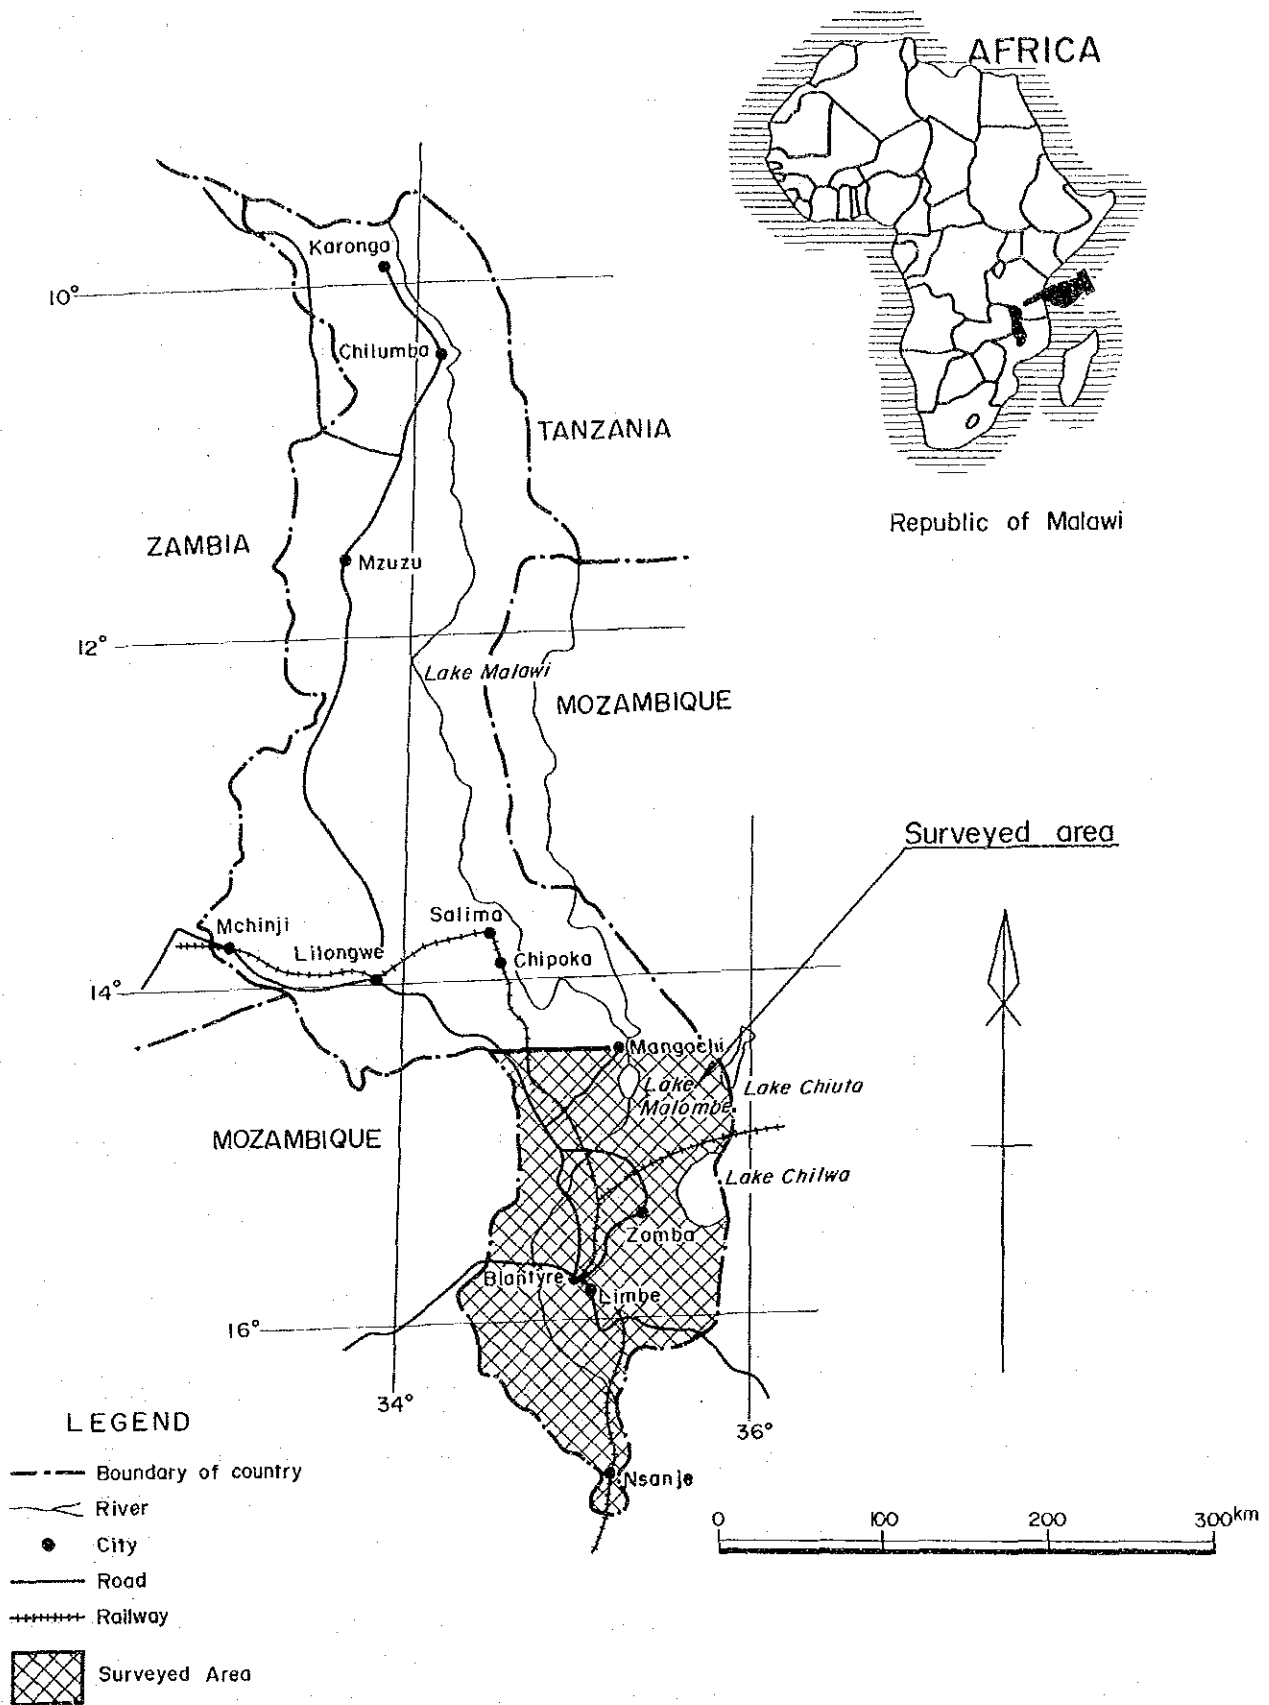 AFRICA
Karonga
10°
Chilumba
TANZANIA
Republic of Malawi
ZAMBIA
Mzuzu
12°
Lake Malawi
MOZAMBIQUE
Surveyed area
Mchinji
Salima
Lilongwe
Chipoka
14°
Mangochi
Lake
Malombe
Lake Chiuta
MOZAMBIQUE
Lake Chilwa
Zomba
Blantyre
Limbe
16°
34°
36°
LEGEND
Boundary of country
River
City
Road
Railway
Surveyed Area
Nsanje
0 100 200 300km